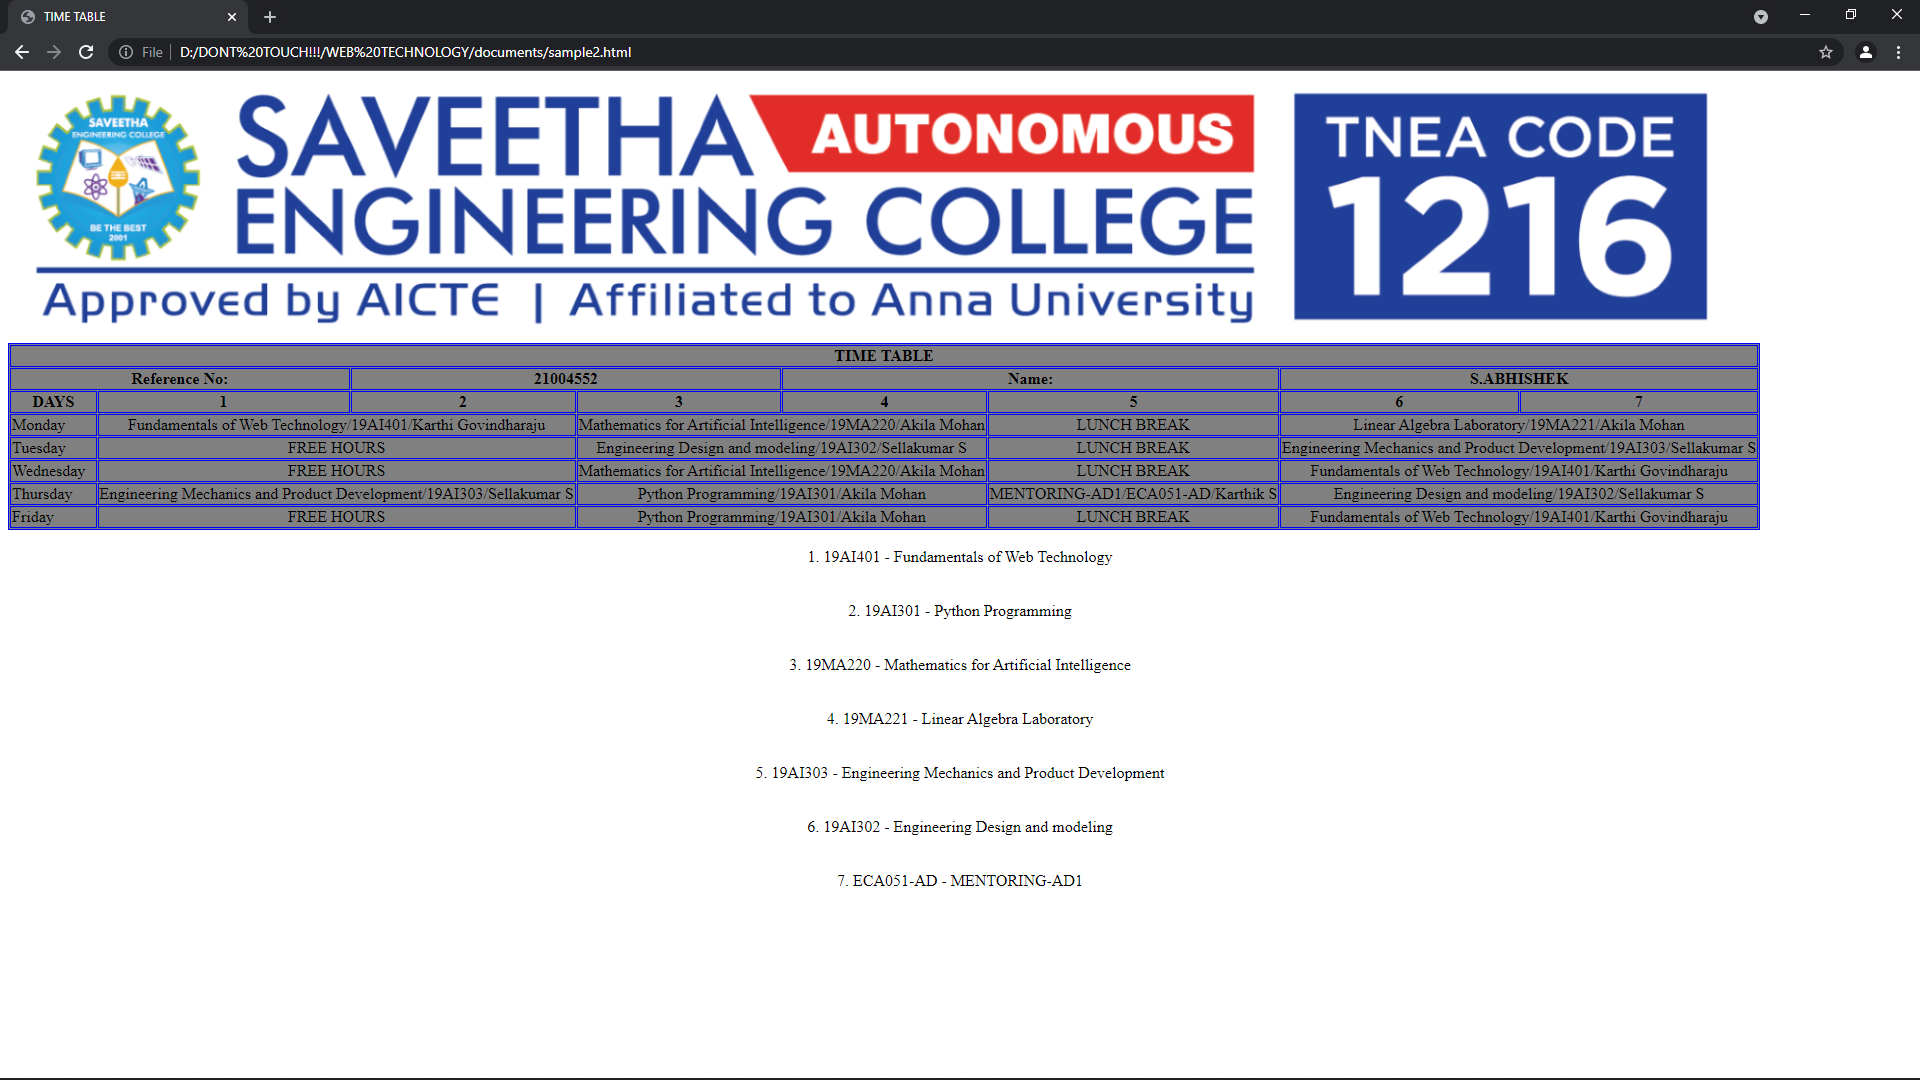 TIME TABLE
File D:/DONT%20TOUCH!!!/WEB%20TECHNOLOGY/documents/sample2.html
SAVEETHA
ENGINEERING COLLEGE
BE THE BEST
2001
SAVEETHA AUTONOMOUS
ENGINEERING COLLEGE
Approved by AICTE | Affiliated to Anna University
TNEA CODE
1216
TIME TABLE
Reference No: 21004552 Name: S.ABHISHEK
DAYS 1 2 3 4 5 6 7
Monday Fundamentals of Web Technology/19AI401/Karthi Govindharaju Mathematics for Artificial Intelligence/19MA220/Akila Mohan LUNCH BREAK Linear Algebra Laboratory/19MA221/Akila Mohan
Tuesday FREE HOURS Engineering Design and modeling/19AI302/Sellakumar S LUNCH BREAK Engineering Mechanics and Product Development/19AI303/Sellakumar S
Wednesday FREE HOURS Mathematics for Artificial Intelligence/19MA220/Akila Mohan LUNCH BREAK Fundamentals of Web Technology/19AI401/Karthi Govindharaju
Thursday Engineering Mechanics and Product Development/19AI303/Sellakumar S Python Programming/19AI301/Akila Mohan MENTORING-AD1/ECA051-AD/Karthik S Engineering Design and modeling/19AI302/Sellakumar S
Friday FREE HOURS Python Programming/19AI301/Akila Mohan LUNCH BREAK Fundamentals of Web Technology/19AI401/Karthi Govindharaju
1. 19AI401 - Fundamentals of Web Technology
2. 19AI301 - Python Programming
3. 19MA220 - Mathematics for Artificial Intelligence
4. 19MA221 - Linear Algebra Laboratory
5. 19AI303 - Engineering Mechanics and Product Development
6. 19AI302 - Engineering Design and modeling
7. ECA051-AD - MENTORING-AD1